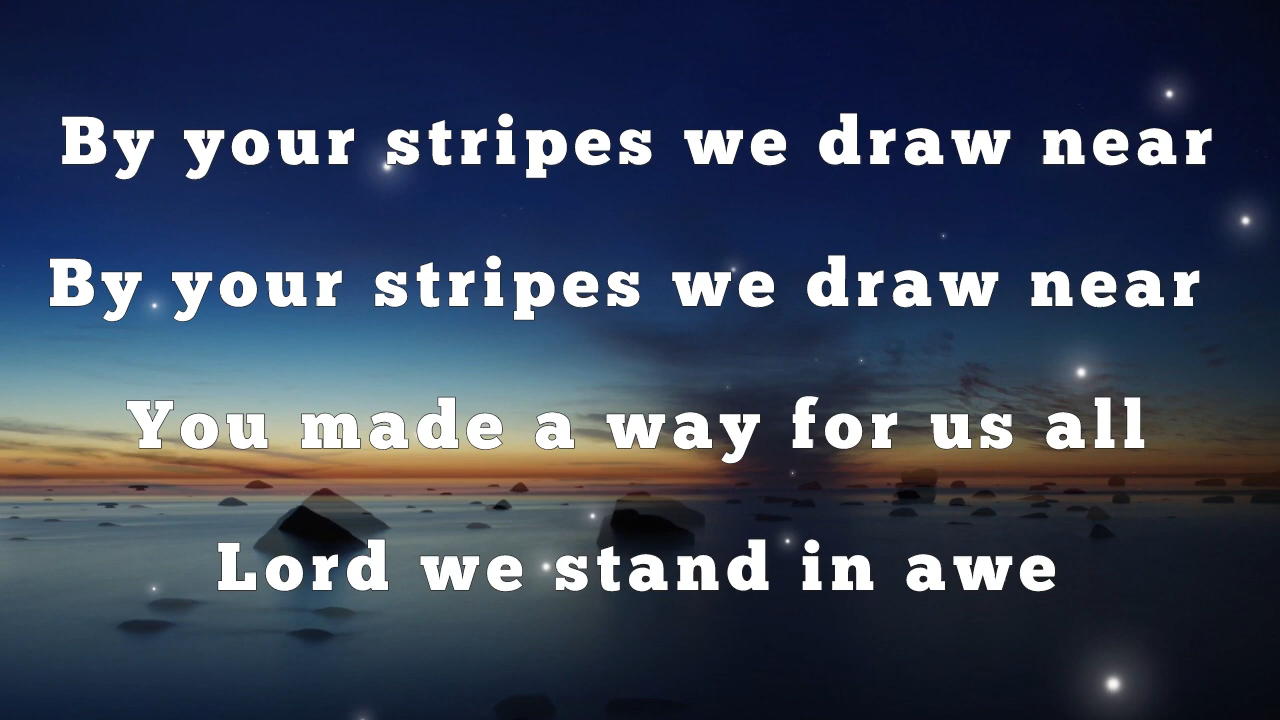 By your stripes we draw near
By your stripes we draw near
You made a way for us all
Lord we stand in awe